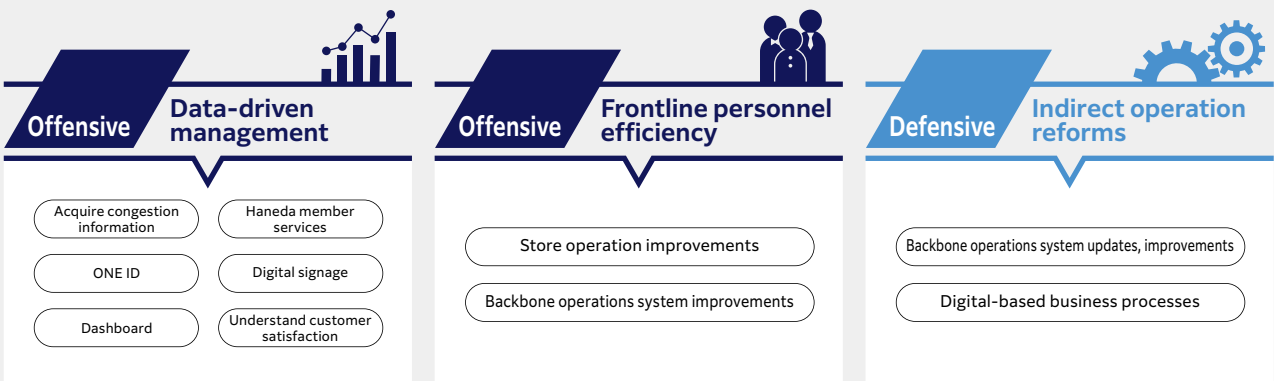 Offensive
Data-driven
management
Acquire congestion
information
Haneda member
services
ONE ID
Digital signage
Dashboard
Understand customer
satisfaction
Offensive
Frontline personnel
efficiency
Store operation improvements
Backbone operations system improvements
Defensive
Indirect operation
reforms
Backbone operations system updates, improvements
Digital-based business processes